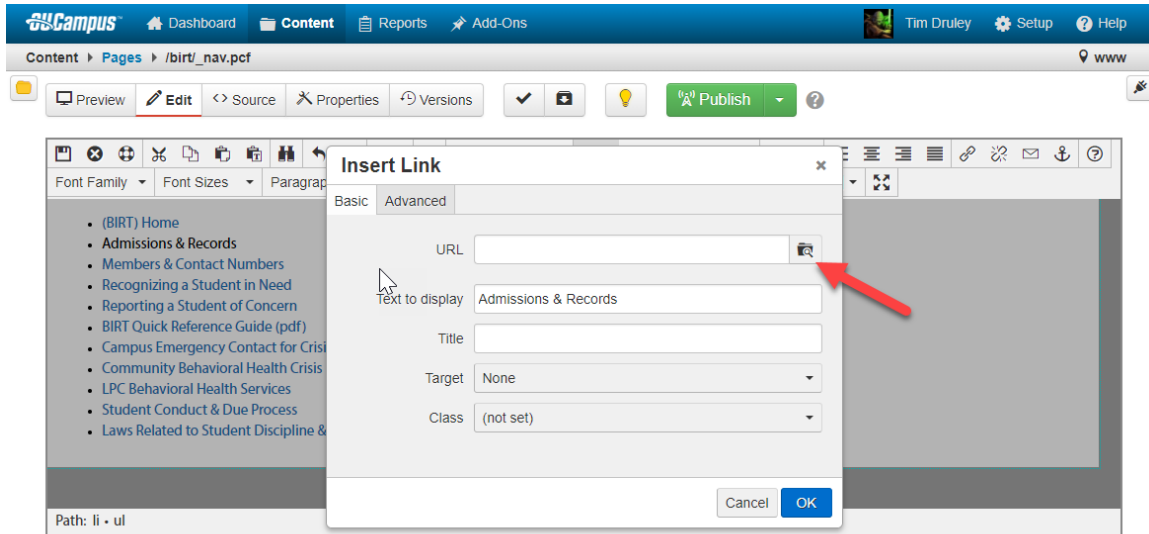 OUCampus Dashboard Content Reports Add-Ons Tim Druley Setup Help
Content Pages /birt/_nav.pcf www
Preview Edit Source Properties Versions Publish
Font Family Font Sizes Paragrap
Insert Link
Basic Advanced
URL
Text to display Admissions & Records
Title
Target None
Class (not set)
Cancel OK
(BIRT) Home
Admissions & Records
Members & Contact Numbers
Recognizing a Student in Need
Reporting a Student of Concern
BIRT Quick Reference Guide (pdf)
Campus Emergency Contact for Crisi
Community Behavioral Health Crisis
LPC Behavioral Health Services
Student Conduct & Due Process
Laws Related to Student Discipline &
Path: li • ul